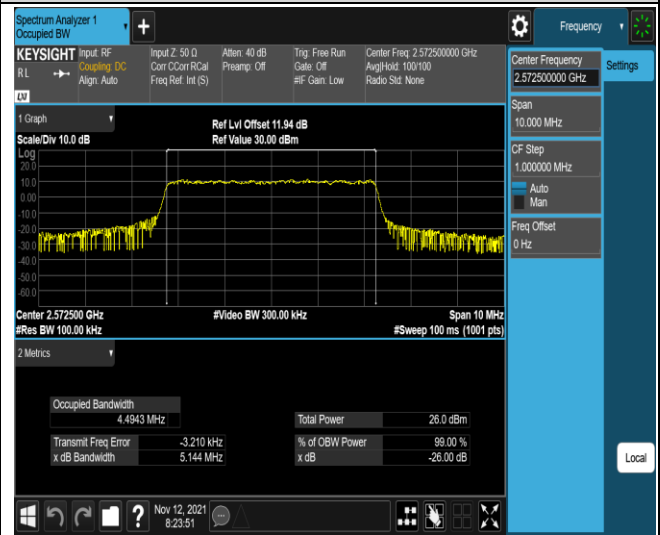 Spectrum Analyzer 1
Occupied BW
Frequency
KEYSIGHT
R L
LXI
Input: RF
Coupling: DC
Align: Auto
Input Z: 50 Ω
Corr CCorr RCal
Freq Ref: Int (S)
Atten: 40 dB
Preamp: Off
Trig: Free Run
Gate: Off
#IF Gain: Low
Center Freq: 2.572500000 GHz
Avg|Hold: 100/100
Radio Std: None
Center Frequency
2.572500000 GHz
Settings
Span
10.000 MHz
CF Step
1.000000 MHz
Auto
Man
Freq Offset
0 Hz
1 Graph
Scale/Div 10.0 dB
Ref Lvl Offset 11.94 dB
Ref Value 30.00 dBm
Log
20.0
10.0
0.00
-10.0
-20.0
-30.0
-40.0
-50.0
-60.0
Center 2.572500 GHz
#Video BW 300.00 kHz
Span 10 MHz
#Res BW 100.00 kHz
#Sweep 100 ms (1001 pts)
2 Metrics
Occupied Bandwidth
4.4943 MHz
Total Power 26.0 dBm
Transmit Freq Error -3.210 kHz
% of OBW Power 99.00 %
x dB Bandwidth 5.144 MHz
x dB -26.00 dB
Local
?
Nov 12, 2021
8:23:51